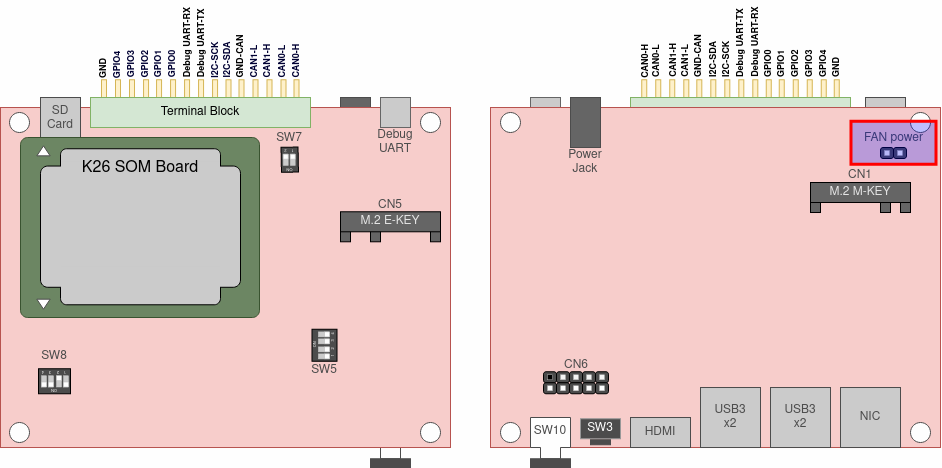 GND
GPIO4
GPIO3
GPIO2
GPIO1
GPIO0
Debug UART-RX
Debug UART-TX
I2C-SCK
I2C-SDA
GND-CAN
CAN1-L
CAN1-H
CAN0-L
CAN0-H
SD
Card
Terminal Block
Debug
UART
SW7
K26 SOM Board
CN5
M.2 E-KEY
SW5
SW8
CAN0-H
CAN0-L
CAN1-H
CAN1-L
GND-CAN
I2C-SDA
I2C-SCK
Debug UART-TX
Debug UART-RX
GPIO0
GPIO1
GPIO2
GPIO3
GPIO4
GND
Power
Jack
FAN power
CN1
M.2 M-KEY
CN6
SW10
SW3
HDMI
USB3
x2
USB3
x2
NIC